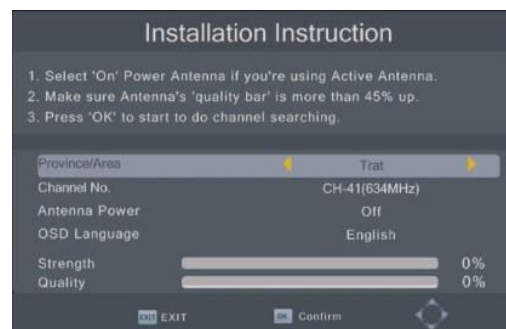 Installation Instruction
1. Select 'On' Power Antenna if you're using Active Antenna.
2. Make sure Antenna's 'quality bar' is more than 45% up.
3. Press 'OK' to start to do channel searching.
Province/Area Trat
Channel No. CH-41(634MHz)
Antenna Power Off
OSD Language English
Strength 0%
Quality 0%
EXIT EXIT OK Confirm